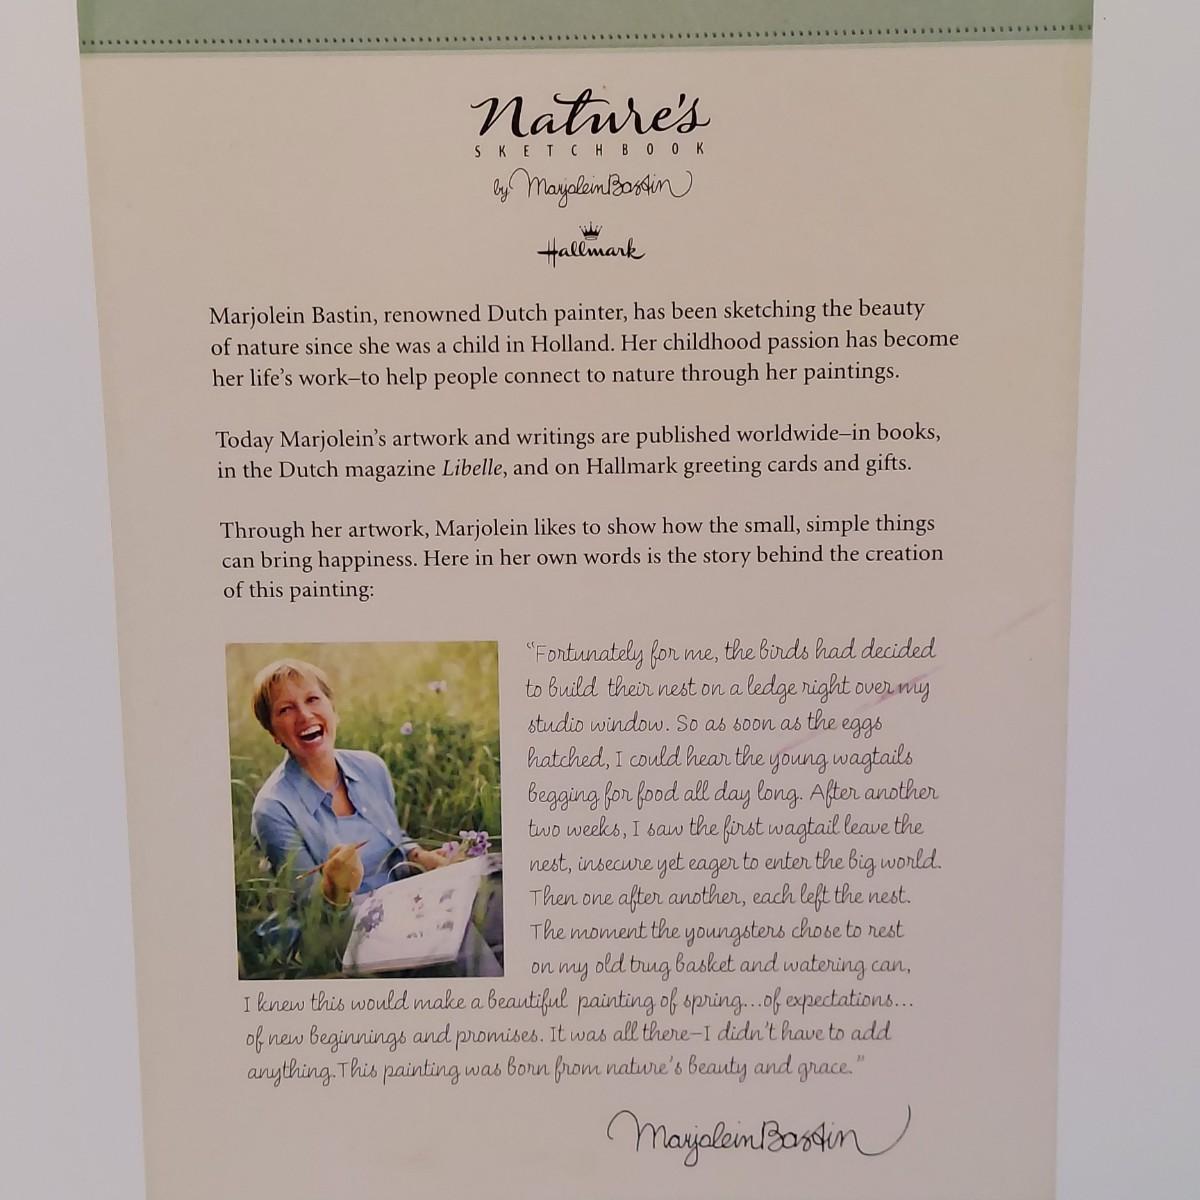 Nature's
SKETCHBOOK
by Marjolein Bastin
Hallmark
Marjolein Bastin, renowned Dutch painter, has been sketching the beauty
of nature since she was a child in Holland. Her childhood passion has become
her life's work–to help people connect to nature through her paintings.
Today Marjolein's artwork and writings are published worldwide–in books,
in the Dutch magazine Libelle, and on Hallmark greeting cards and gifts.
Through her artwork, Marjolein likes to show how the small, simple things
can bring happiness. Here in her own words is the story behind the creation
of this painting:
"Fortunately for me, the birds had decided
to build their nest on a ledge right over my
studio window. So as soon as the eggs
hatched, I could hear the young wagtails
begging for food all day long. After another
two weeks, I saw the first wagtail leave the
nest, insecure yet eager to enter the big world.
Then one after another, each left the nest.
The moment the youngsters chose to rest
on my old trug basket and watering can,
I knew this would make a beautiful painting of spring...of expectations...
of new beginnings and promises. It was all there–I didn't have to add
anything. This painting was born from nature's beauty and grace."
Marjolein Bastin